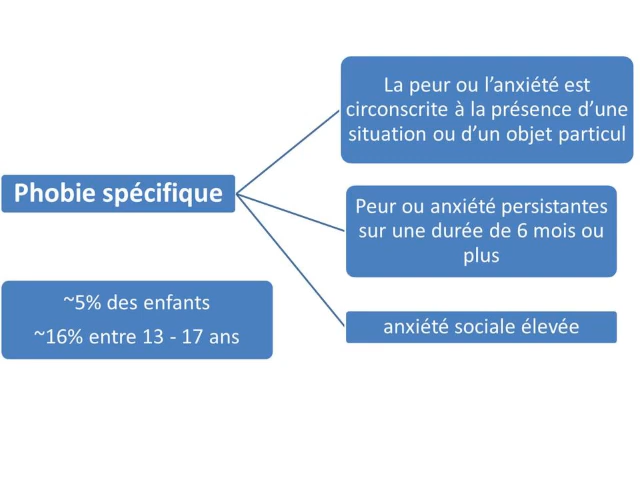 La peur ou l’anxiété est
circonscrite à la présence d’une
situation ou d’un objet particul
Phobie spécifique
Peur ou anxiété persistantes
sur une durée de 6 mois ou
plus
~5% des enfants
~16% entre 13 - 17 ans
anxiété sociale élevée